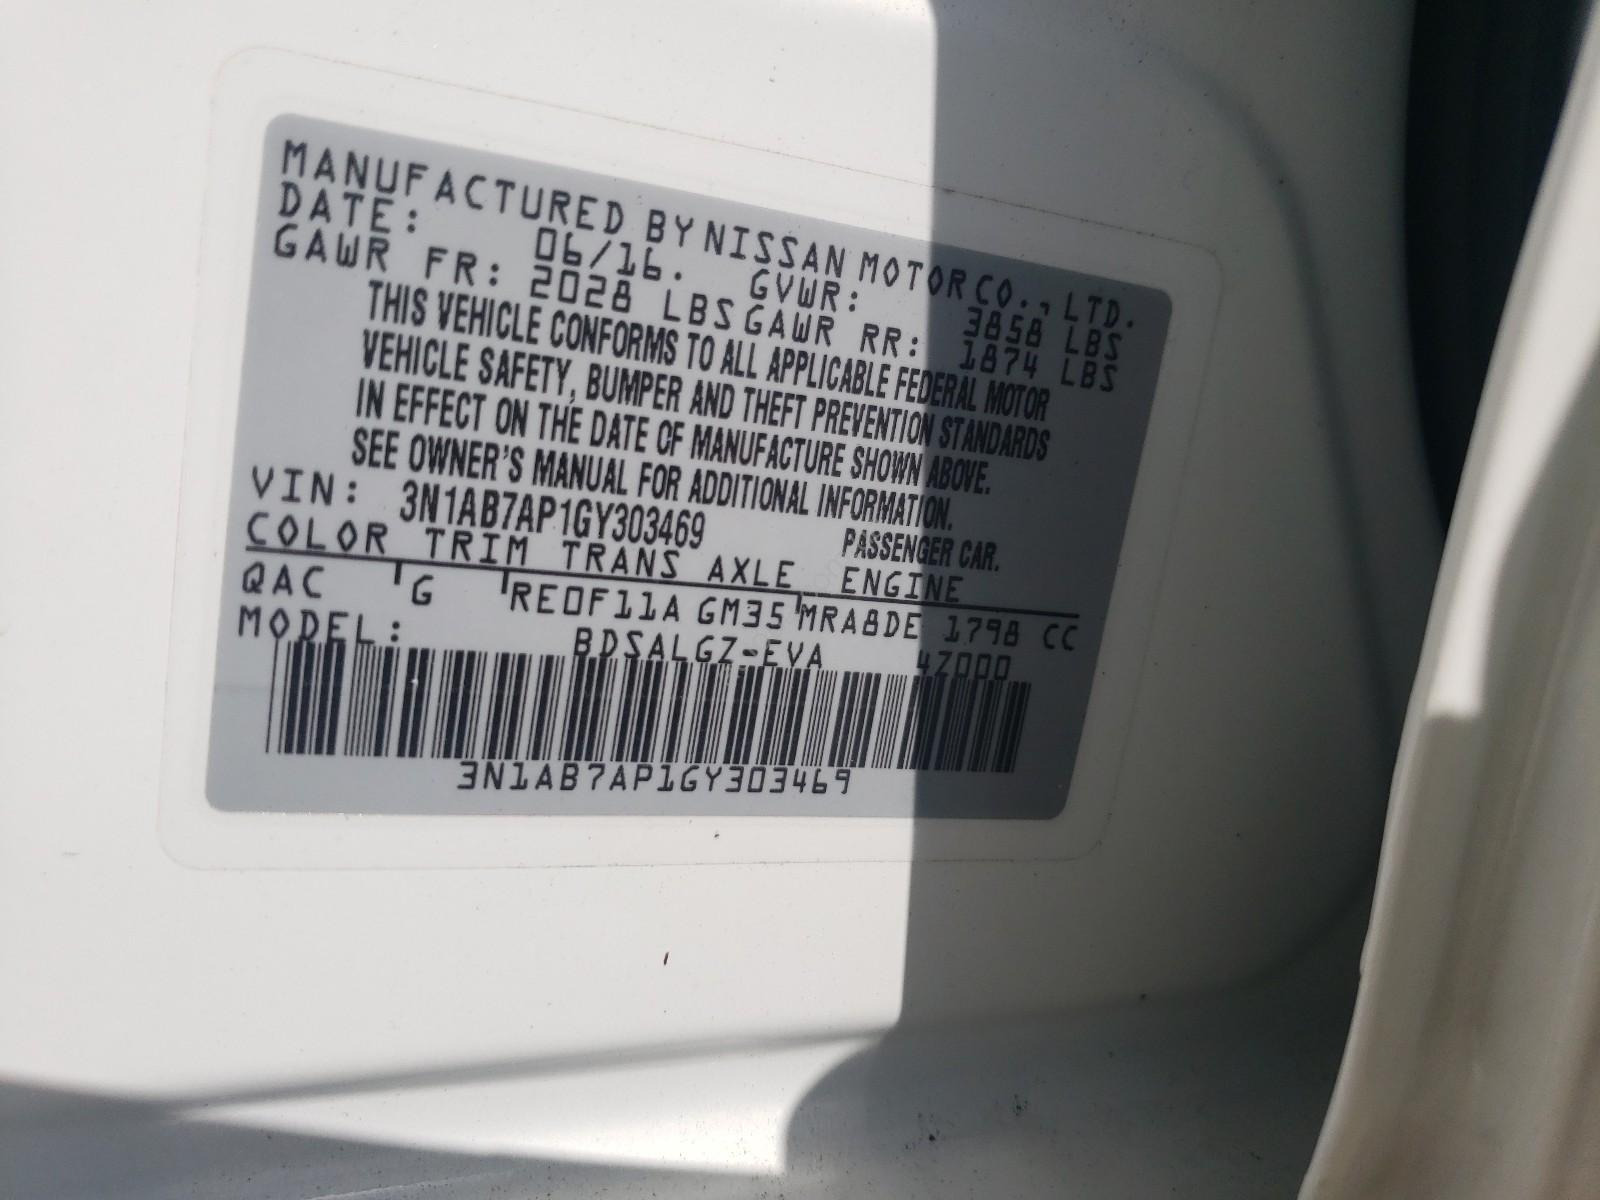 MANUFACTURED BY NISSAN MOTOR CO., LTD.
DATE: 06/16. GVWR: 3858 LBS
GAWR FR: 2028 LBS GAWR RR: 1874 LBS
THIS VEHICLE CONFORMS TO ALL APPLICABLE FEDERAL MOTOR
VEHICLE SAFETY, BUMPER AND THEFT PREVENTION STANDARDS
IN EFFECT ON THE DATE OF MANUFACTURE SHOWN ABOVE.
SEE OWNER'S MANUAL FOR ADDITIONAL INFORMATION.
VIN: 3N1AB7AP1GY303469 PASSENGER CAR.
COLOR TRIM TRANS AXLE ENGINE
QAC G RE0F11A GM35 MRA8DE 1798 CC
MODEL: BDSALGZ-EVA 4Z000
3N1AB7AP1GY303469